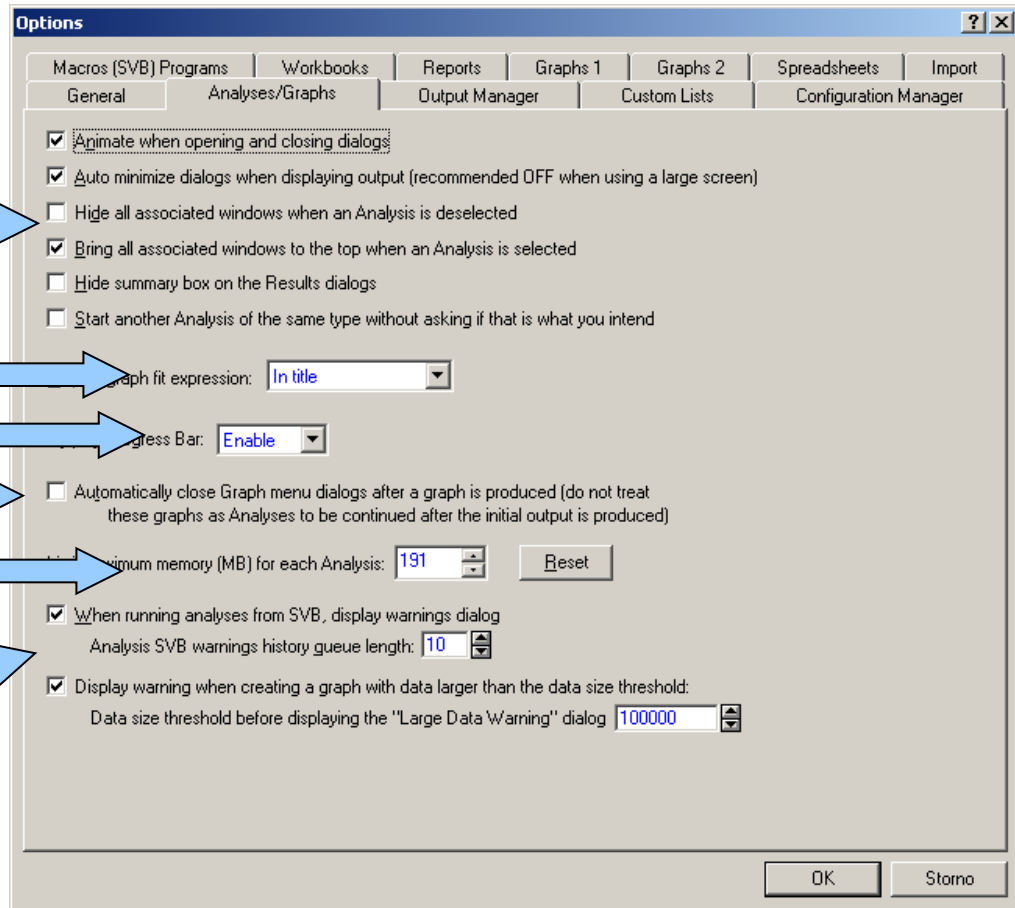 Options
Macros (SVB) Programs Workbooks Reports Graphs 1 Graphs 2 Spreadsheets Import
General Analyses/Graphs Output Manager Custom Lists Configuration Manager
Animate when opening and closing dialogs
Auto minimize dialogs when displaying output (recommended OFF when using a large screen)
Hide all associated windows when an Analysis is deselected
Bring all associated windows to the top when an Analysis is selected
Hide summary box on the Results dialogs
Start another Analysis of the same type without asking if that is what you intend
fit expression: In title
Bar: Enable
Automatically close Graph menu dialogs after a graph is produced (do not treat
these graphs as Analyses to be continued after the initial output is produced)
memory (MB) for each Analysis: 191 Reset
When running analyses from SVB, display warnings dialog
Analysis SVB warnings history queue length: 10
Display warning when creating a graph with data larger than the data size threshold:
Data size threshold before displaying the "Large Data Warning" dialog 100000
OK Storno